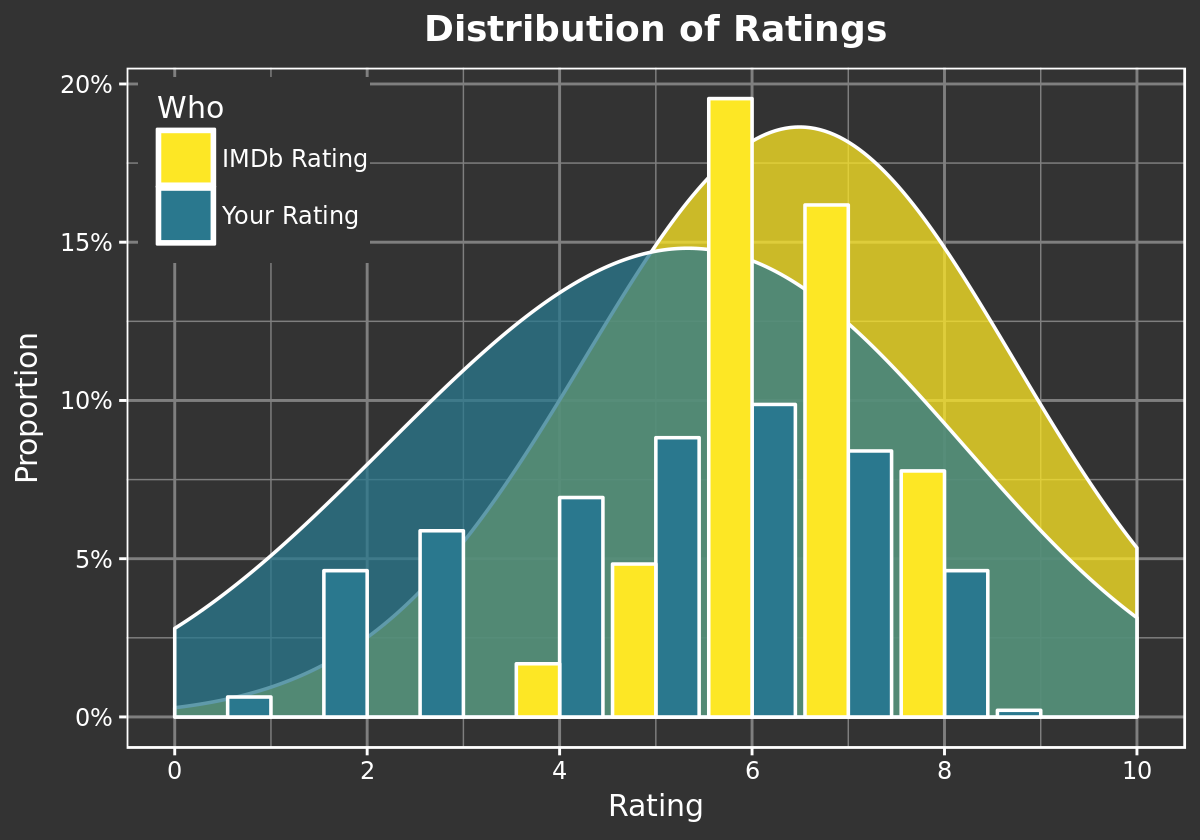 Distribution of Ratings
20%
15%
10%
5%
0%
Who
IMDb Rating
Your Rating
Proportion
0 2 4 6 8 10
Rating